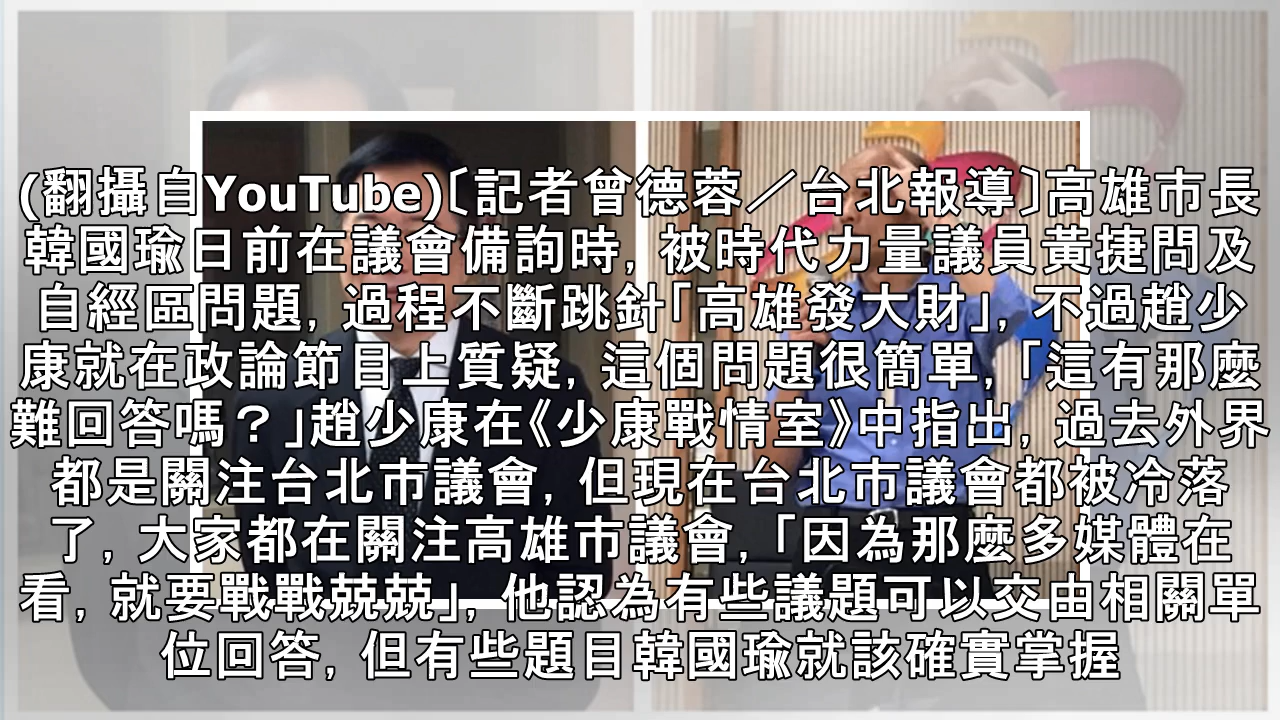 (翻攝自YouTube)〔記者曾德蓉／台北報導〕高雄市長
韓國瑜日前在議會備詢時, 被時代力量議員黃捷問及
自經區問題, 過程不斷跳針「高雄發大財」, 不過趙少
康就在政論節目上質疑, 這個問題很簡單,「這有那麼
難回答嗎？」趙少康在《少康戰情室》中指出, 過去外界
都是關注台北市議會, 但現在台北市議會都被冷落
了, 大家都在關注高雄市議會,「因為那麼多媒體在
看, 就要戰戰兢兢」, 他認為有些議題可以交由相關單
位回答, 但有些題目韓國瑜就該確實掌握